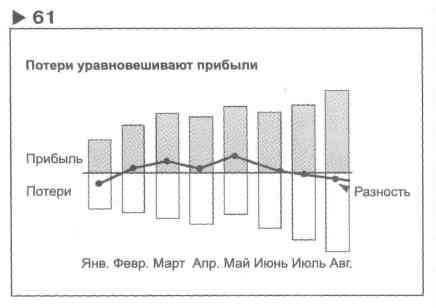 ▶ 61
Потери уравновешивают прибыли
Прибыль
Потери
Разность
Янв. Февр. Март Апр. Май Июнь Июль Авг.